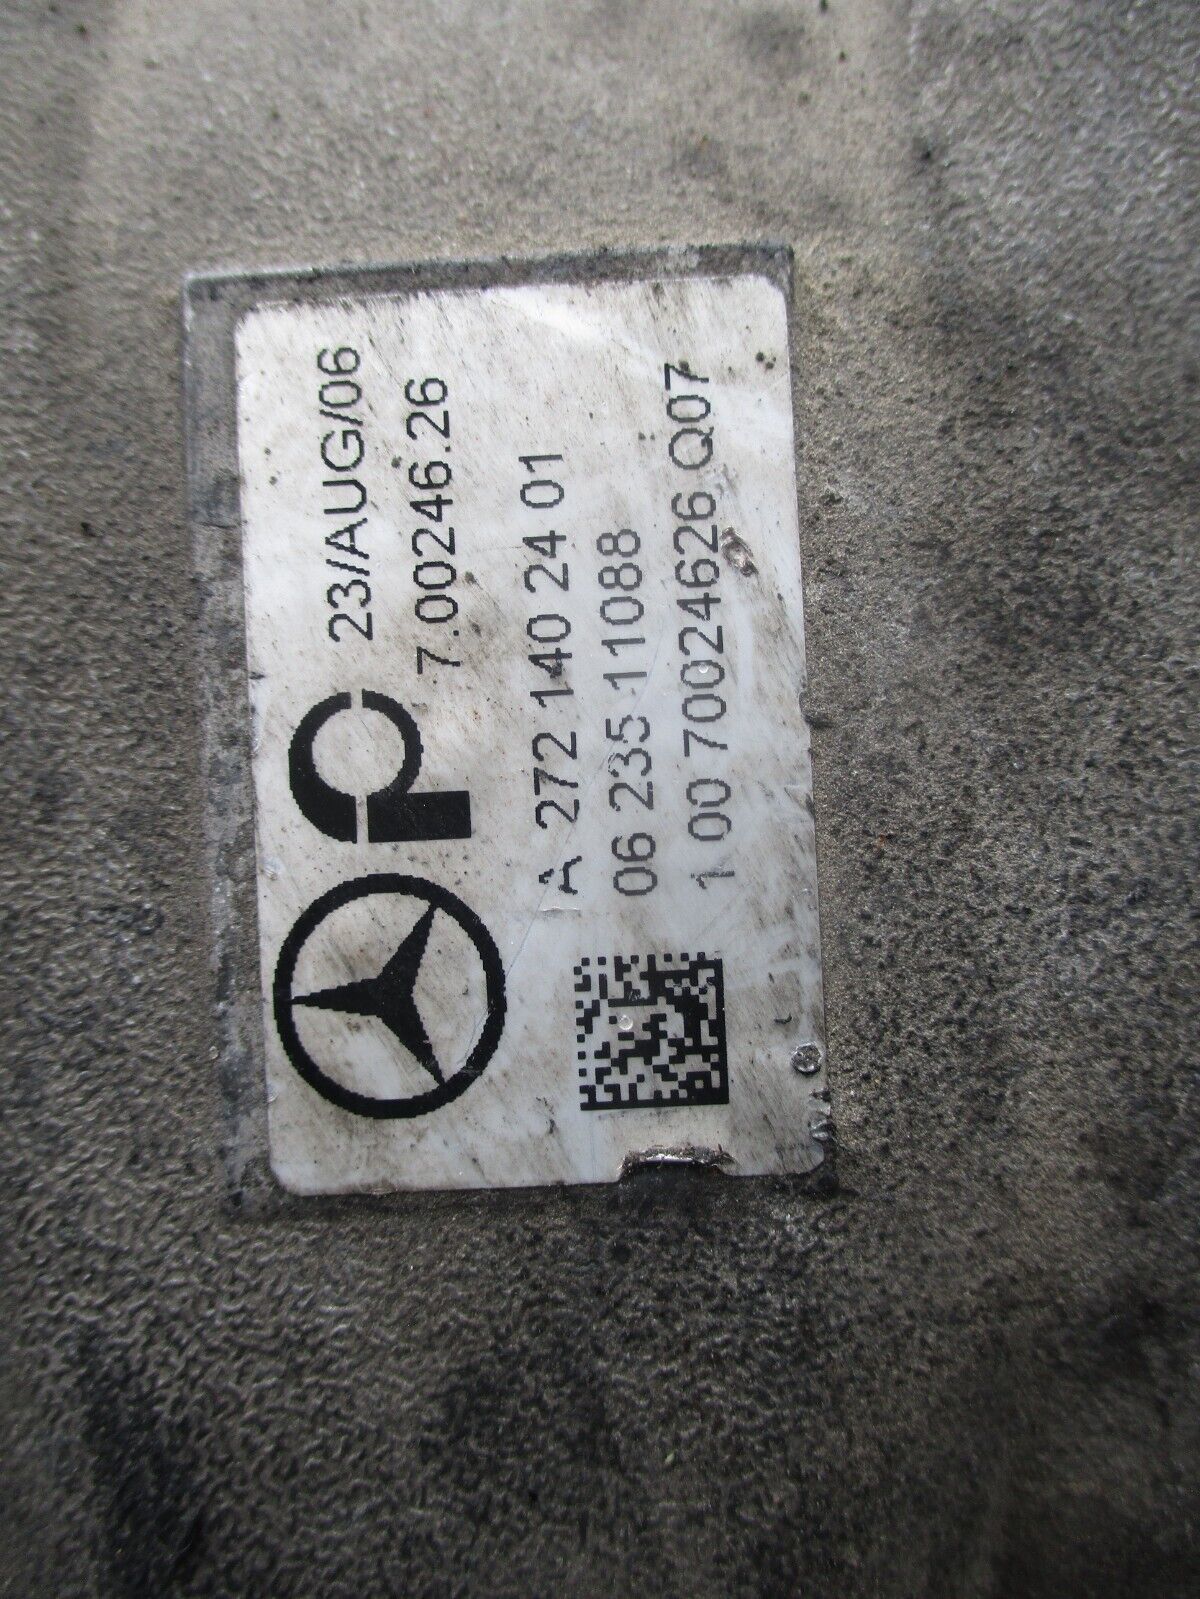 23/AUG/06
7.00246.26
A 272 140 24 01
06 235 11088
1 00 70024626 Q07